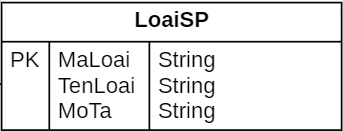 LoaiSP
PK MaLoai String
TenLoai String
MoTa String